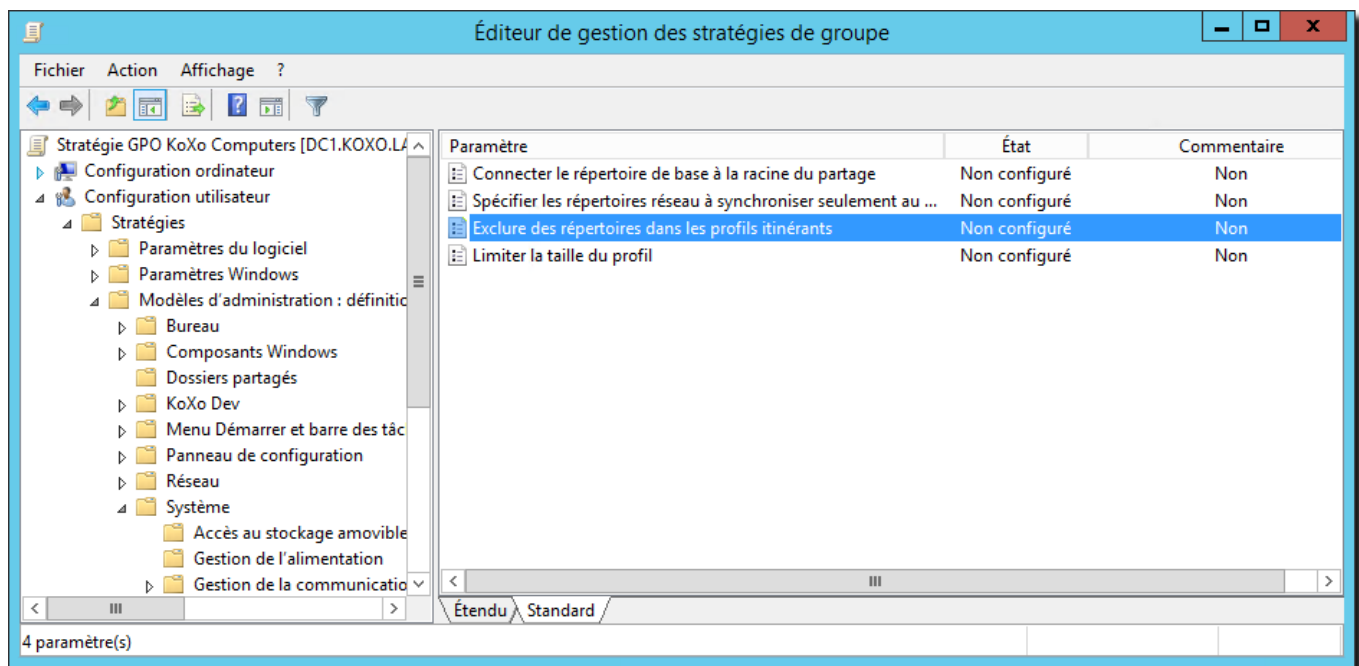 Éditeur de gestion des stratégies de groupe
Fichier Action Affichage ?
Stratégie GPO KoXo Computers [DC1.KOXO.LA
Configuration ordinateur
Configuration utilisateur
Stratégies
Paramètres du logiciel
Paramètres Windows
Modèles d'administration : définitic
Bureau
Composants Windows
Dossiers partagés
KoXo Dev
Menu Démarrer et barre des tâc
Panneau de configuration
Réseau
Système
Accès au stockage amovible
Gestion de l'alimentation
Gestion de la communicatio
Paramètre État Commentaire
Connecter le répertoire de base à la racine du partage Non configuré Non
Spécifier les répertoires réseau à synchroniser seulement au ... Non configuré Non
Exclure des répertoires dans les profils itinérants Non configuré Non
Limiter la taille du profil Non configuré Non
Étendu Standard
4 paramètre(s)